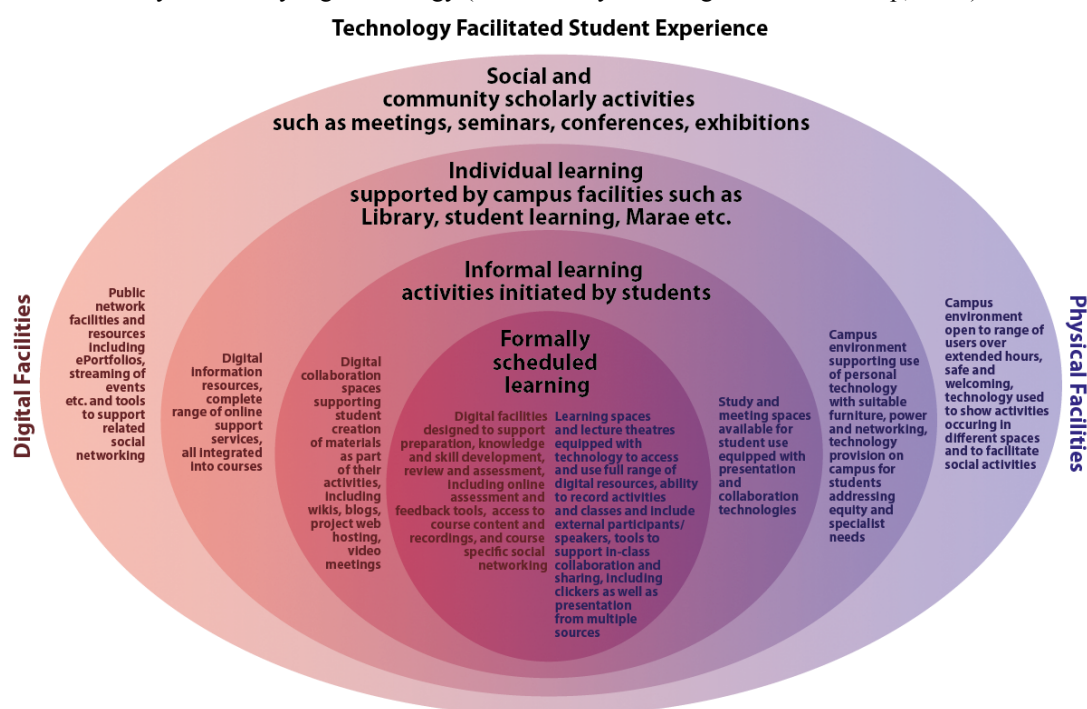 Technology Facilitated Student Experience
Social and
community scholarly activities
such as meetings, seminars, conferences, exhibitions
Individual learning
supported by campus facilities such as
Library, student learning, Marae etc.
Informal learning
activities initiated by students
Formally
scheduled
learning
Digital Facilities
Public
network
facilities and
resources
including
ePortfolios,
streaming of
events
etc. and tools
to support
related
social
networking
Digital
information
resources,
complete
range of online
support
services,
all integrated
into courses
Digital
collaboration
spaces
supporting
student
creation
of materials
as part
of their
activities,
including
wikis, blogs,
project web
hosting,
video
meetings
Digital facilities
designed to support
preparation, knowledge
and skill development,
review and assessment,
including online
assessment and
feedback tools, access to
course content and
recordings, and course
specific social
networking
Learning spaces
and lecture theatres
equipped with
technology to access
and use full range of
digital resources, ability
to record activities
and classes and include
external participants/
speakers, tools to
support in-class
collaboration and
sharing, including
clickers as well as
presentation
from multiple
sources
Study and
meeting spaces
available for
student use
equipped with
presentation
and
collaboration
technologies
Campus
environment
supporting use
of personal
technology
with suitable
furniture, power
and networking,
technology
provision on
campus for
students
addressing
equity and
specialist
needs
Campus
environment
open to range of
users over
extended hours,
safe and
welcoming,
technology used
to show activities
occuring in
different spaces
and to facilitate
social activities
Physical Facilities